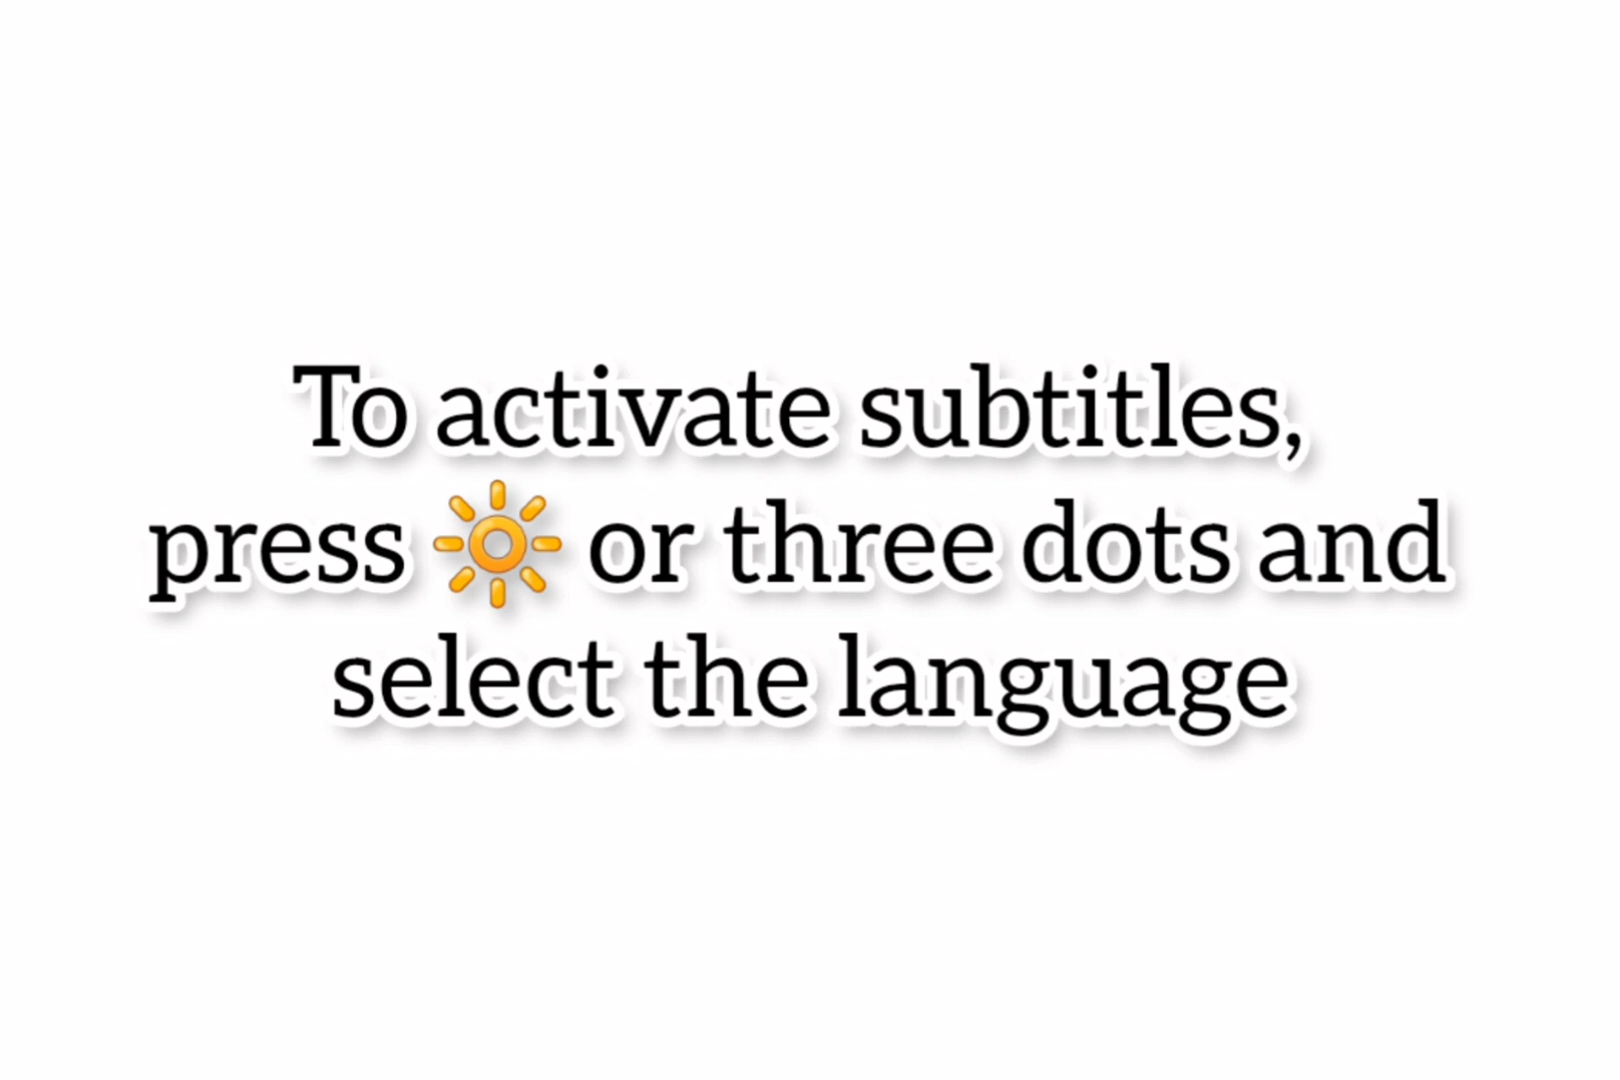 To activate subtitles,
press 🔆 or three dots and
select the language